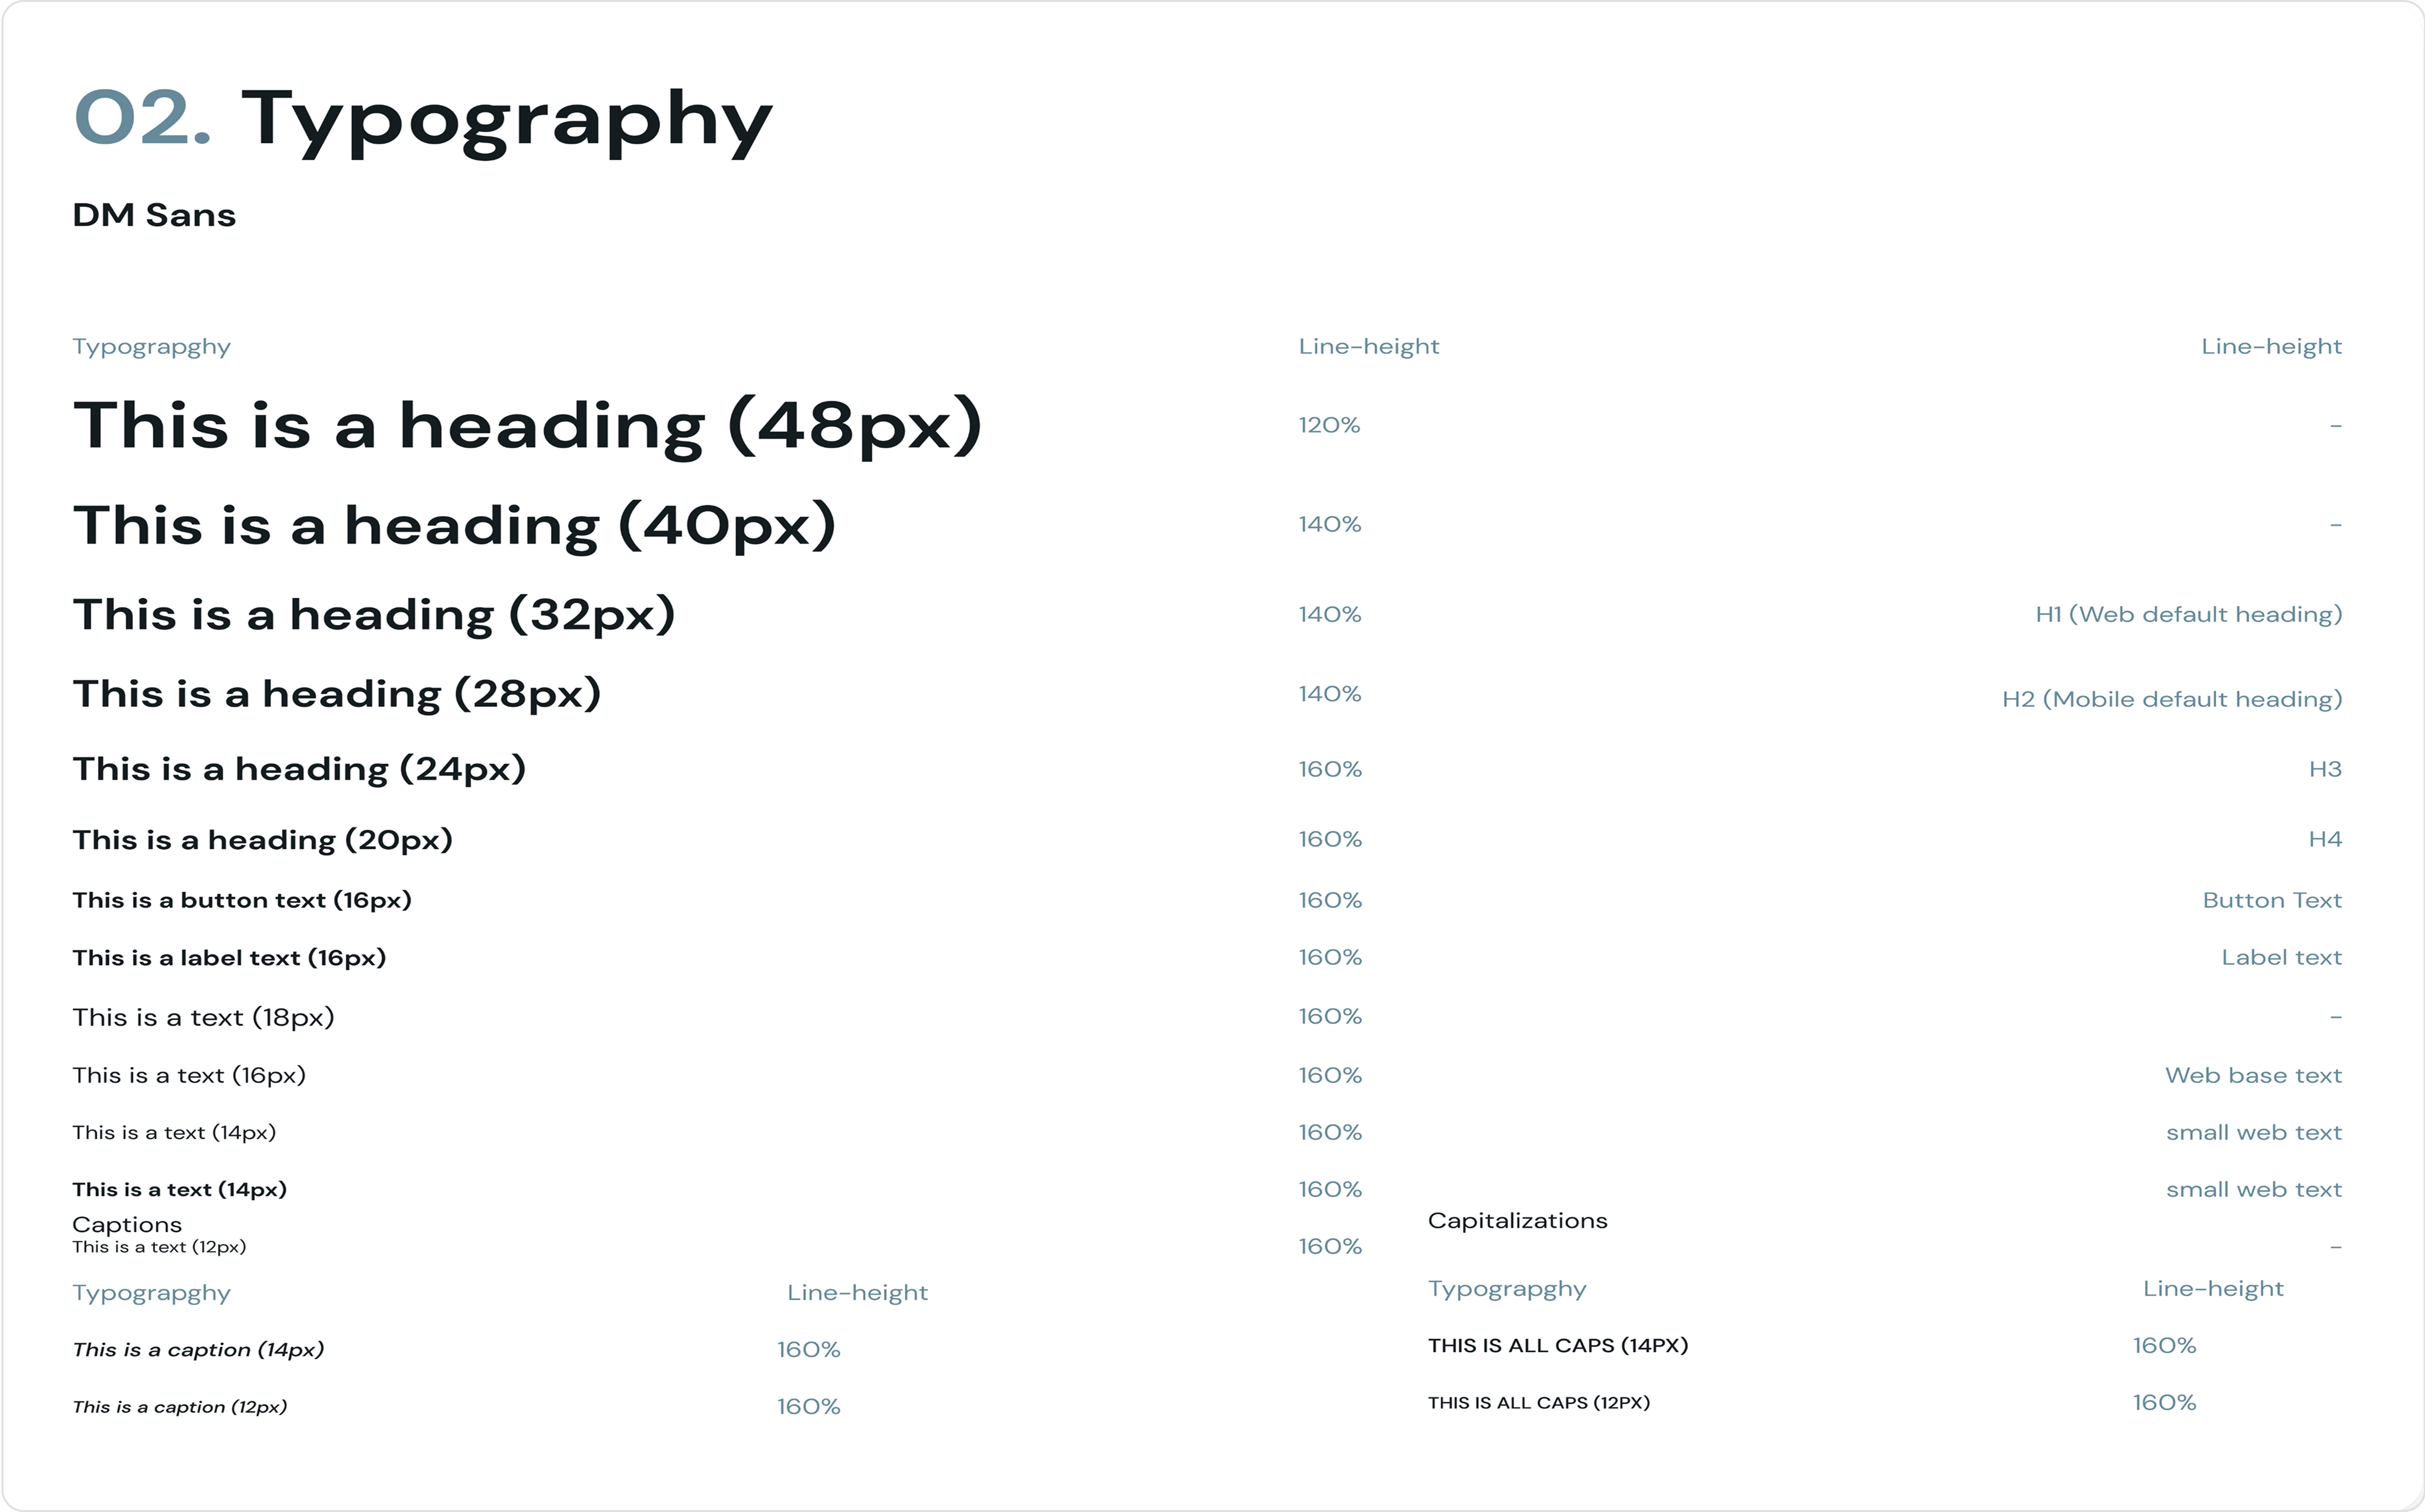 02. Typography
DM Sans
Typograpghy Line-height Line-height
This is a heading (48px) 120% -
This is a heading (40px) 140% -
This is a heading (32px) 140% H1 (Web default heading)
This is a heading (28px) 140% H2 (Mobile default heading)
This is a heading (24px) 160% H3
This is a heading (20px) 160% H4
This is a button text (16px) 160% Button Text
This is a label text (16px) 160% Label text
This is a text (18px) 160% -
This is a text (16px) 160% Web base text
This is a text (14px) 160% small web text
This is a text (14px) 160% small web text
Captions Capitalizations
This is a text (12px) 160% -
Typograpghy Line-height Typograpghy Line-height
This is a caption (14px) 160% THIS IS ALL CAPS (14PX) 160%
This is a caption (12px) 160% THIS IS ALL CAPS (12PX) 160%